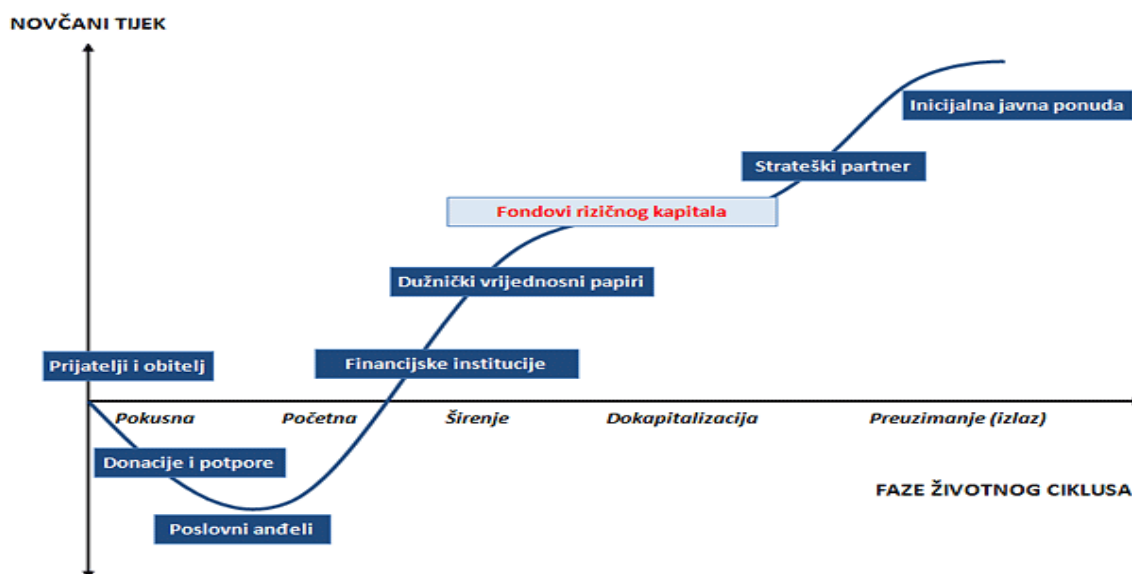 NOVČANI TIJEK
Inicijalna javna ponuda
Strateški partner
Fondovi rizičnog kapitala
Dužnički vrijednosni papiri
Financijske institucije
Prijatelji i obitelj
Pokusna
Početna
Širenje
Dokapitalizacija
Preuzimanje (izlaz)
Donacije i potpore
FAZE ŽIVOTNOG CIKLUSA
Poslovni anđeli